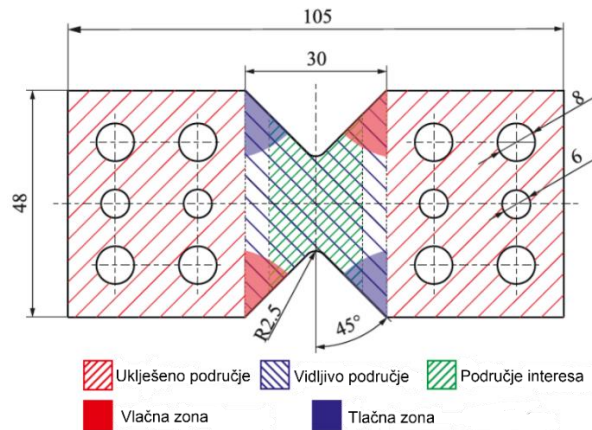 105
30
8
6
48
R2,5
45°
Uklješeno područje
Vidljivo područje
Područje interesa
Vlačna zona
Tlačna zona